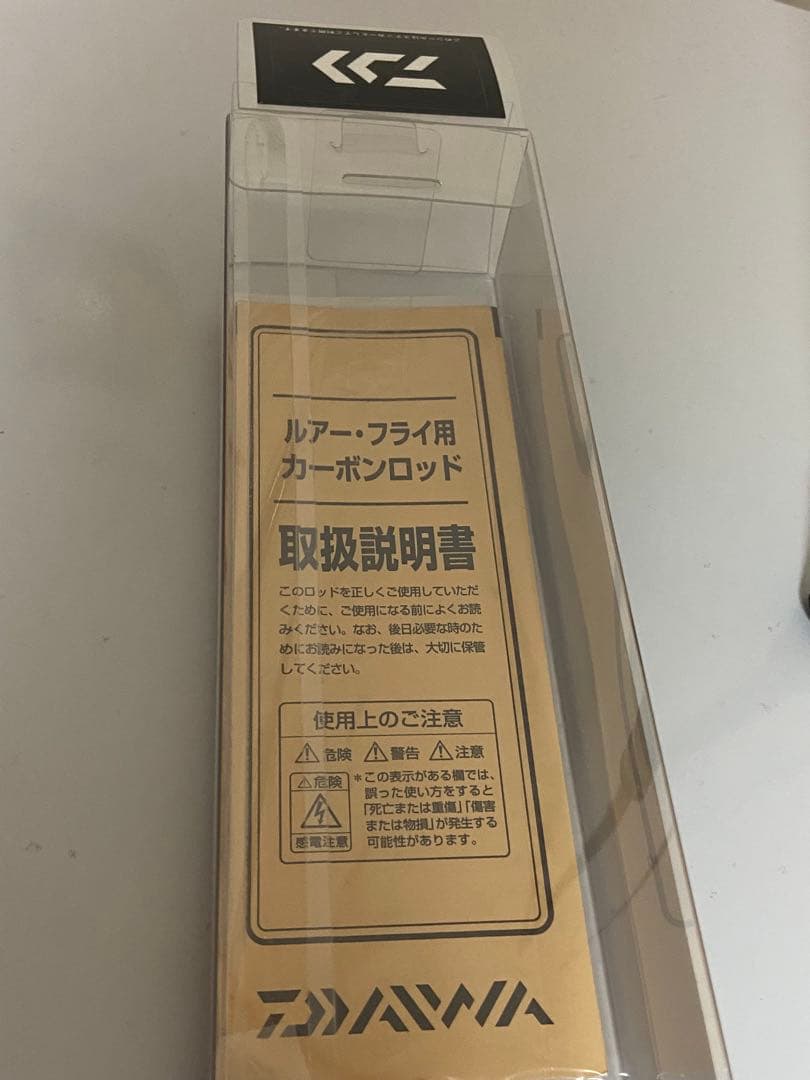 ルアー・フライ用
カーボンロッド
取扱説明書
このロッドを正しくご使用していただ
くために、ご使用になる前によくお読
みください。なお、後日必要な時のた
めにお読みになった後は、大切に保管
してください。
使用上のご注意
危険 警告 注意
危険
感電注意
*この表示がある欄では、
誤った使い方をすると
「死亡または重傷」「傷害
または物損」が発生する
可能性があります。
DAIWA